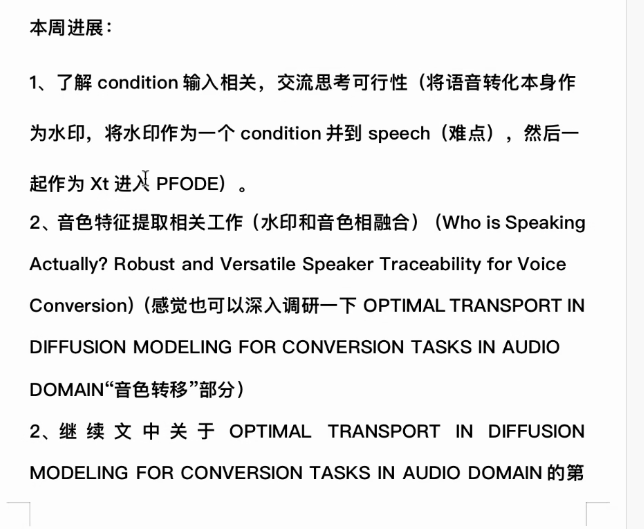 本周进展：
1、了解 condition 输入相关，交流思考可行性（将语音转化本身作
为水印，将水印作为一个 condition 并到 speech（难点），然后一
起作为 Xt 进入 PFODE）。
2、音色特征提取相关工作（水印和音色相融合）(Who is Speaking
Actually? Robust and Versatile Speaker Traceability for Voice
Conversion)（感觉也可以深入调研一下 OPTIMAL TRANSPORT IN
DIFFUSION MODELING FOR CONVERSION TASKS IN AUDIO
DOMAIN“音色转移”部分）
2、继续文中关于 OPTIMAL TRANSPORT IN DIFFUSION
MODELING FOR CONVERSION TASKS IN AUDIO DOMAIN 的第